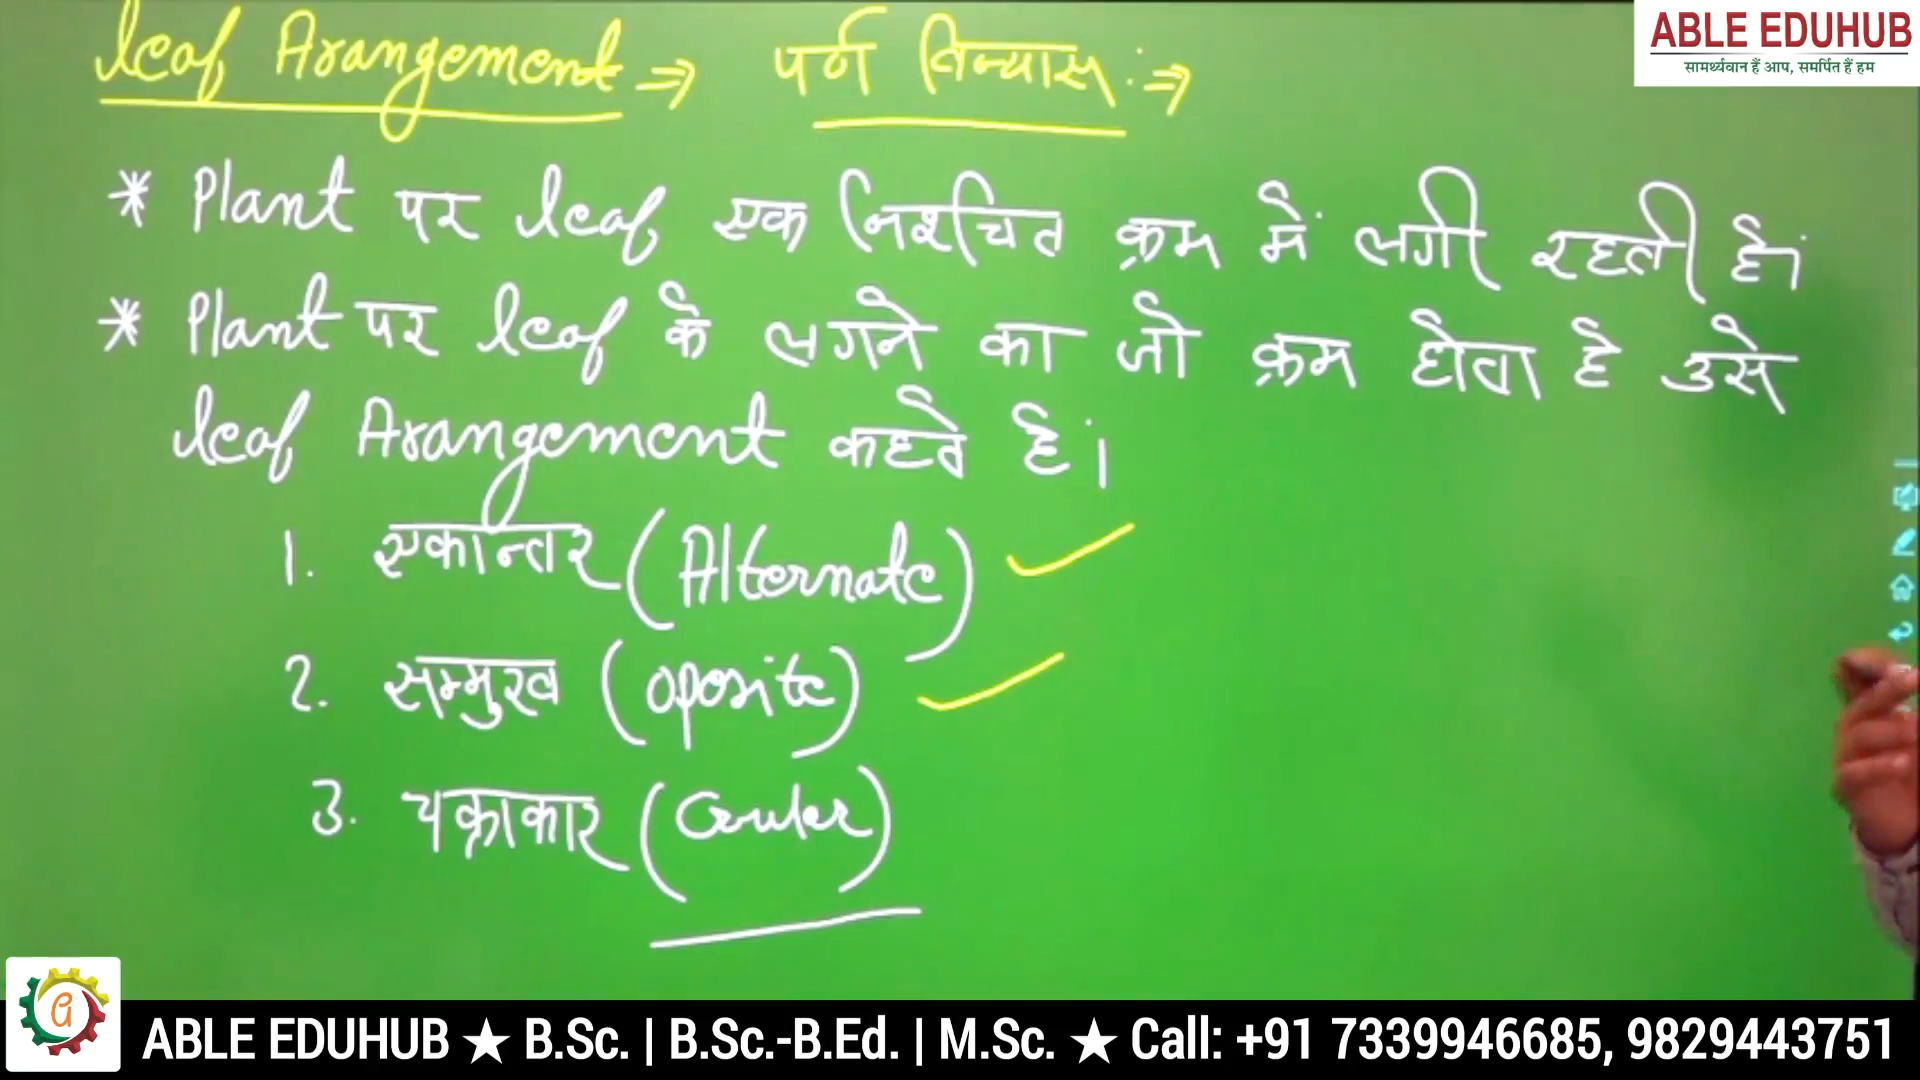 ABLE EDUHUB
सामर्थ्यवान हैं आप, समर्पित हैं हम
leaf Arangement ⇒ पर्ण विन्यास :⇒
* Plant पर leaf एक निश्चित क्रम में लगी रहती है।
* Plant पर leaf के लगने का जो क्रम होता है उसे
leaf Arangement कहते है।
1. एकान्तर (Alternate) ✓
2. सम्मुख (oposite) ✓
3. चक्राकार
ABLE EDUHUB ★ B.Sc. | B.Sc.-B.Ed. | M.Sc. ★ Call: +91 7339946685, 9829443751